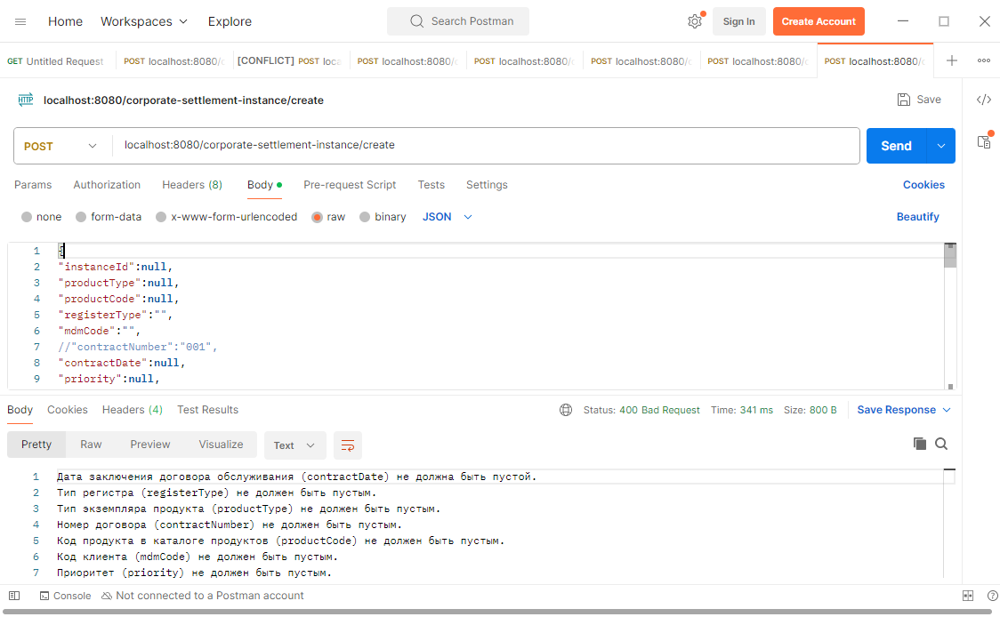 Home Workspaces Explore Search Postman Sign In Create Account
GET Untitled Request POST localhost:8080/ [CONFLICT] POST loca POST localhost:8080/ POST localhost:8080/ POST localhost:8080/ POST localhost:8080/ POST localhost:8080/
HTTP localhost:8080/corporate-settlement-instance/create Save
POST localhost:8080/corporate-settlement-instance/create Send
Params Authorization Headers (8) Body Pre-request Script Tests Settings Cookies
none form-data x-www-form-urlencoded raw binary JSON Beautify
1 {
2 "instanceId":null,
3 "productType":null,
4 "productCode":null,
5 "registerType":"",
6 "mdmCode":"",
7 //"contractNumber":"001",
8 "contractDate":null,
9 "priority":null,
Body Cookies Headers (4) Test Results Status: 400 Bad Request Time: 341 ms Size: 800 B Save Response
Pretty Raw Preview Visualize Text
1 Дата заключения договора обслуживания (contractDate) не должна быть пустой.
2 Тип регистра (registerType) не должен быть пустым.
3 Тип экземпляра продукта (productType) не должен быть пустым.
4 Номер договора (contractNumber) не должен быть пустым.
5 Код продукта в каталоге продуктов (productCode) не должен быть пустым.
6 Код клиента (mdmCode) не должен быть пустым.
7 Приоритет (priority) не должен быть пустым.
Console Not connected to a Postman account